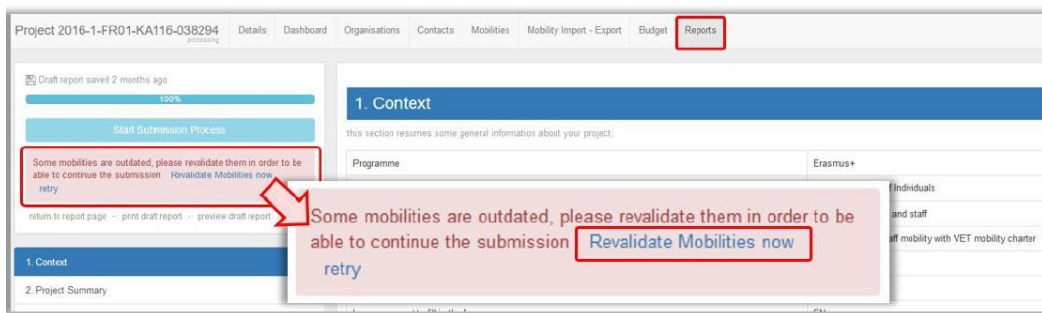 Project 2016-1-FR01-KA116-038294 Details Dashboard Organisations Contacts Mobilities Mobility Import - Export Budget Reports
processing
Draft report saved 2 months ago
100%
Start Submission Process
Some mobilities are outdated, please revalidate them in order to be
able to continue the submission Revalidate Mobilities now
retry
return to report page - print draft report - preview draft report
1. Context
2. Project Summary
1. Context
this section resumes some general information about your project;
Programme Erasmus+
f Individuals
and staff
aff mobility with VET mobility charter
Some mobilities are outdated, please revalidate them in order to be
able to continue the submission Revalidate Mobilities now
retry